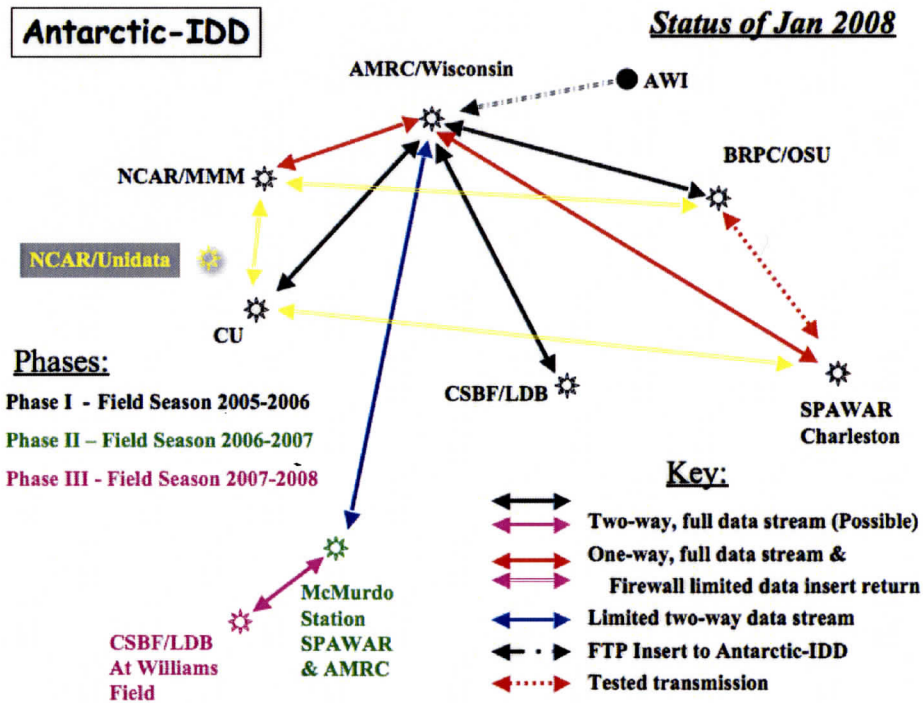 Antarctic-IDD
Status of Jan 2008
AMRC/Wisconsin
AWI
BRPC/OSU
NCAR/MMM
NCAR/Unidata
CU
Phases:
Phase I - Field Season 2005-2006
Phase II – Field Season 2006-2007
Phase III - Field Season 2007-2008
CSBF/LDB
SPAWAR
Charleston
Key:
Two-way, full data stream (Possible)
One-way, full data stream &
Firewall limited data insert return
Limited two-way data stream
FTP Insert to Antarctic-IDD
Tested transmission
McMurdo
Station
SPAWAR
& AMRC
CSBF/LDB
At Williams
Field